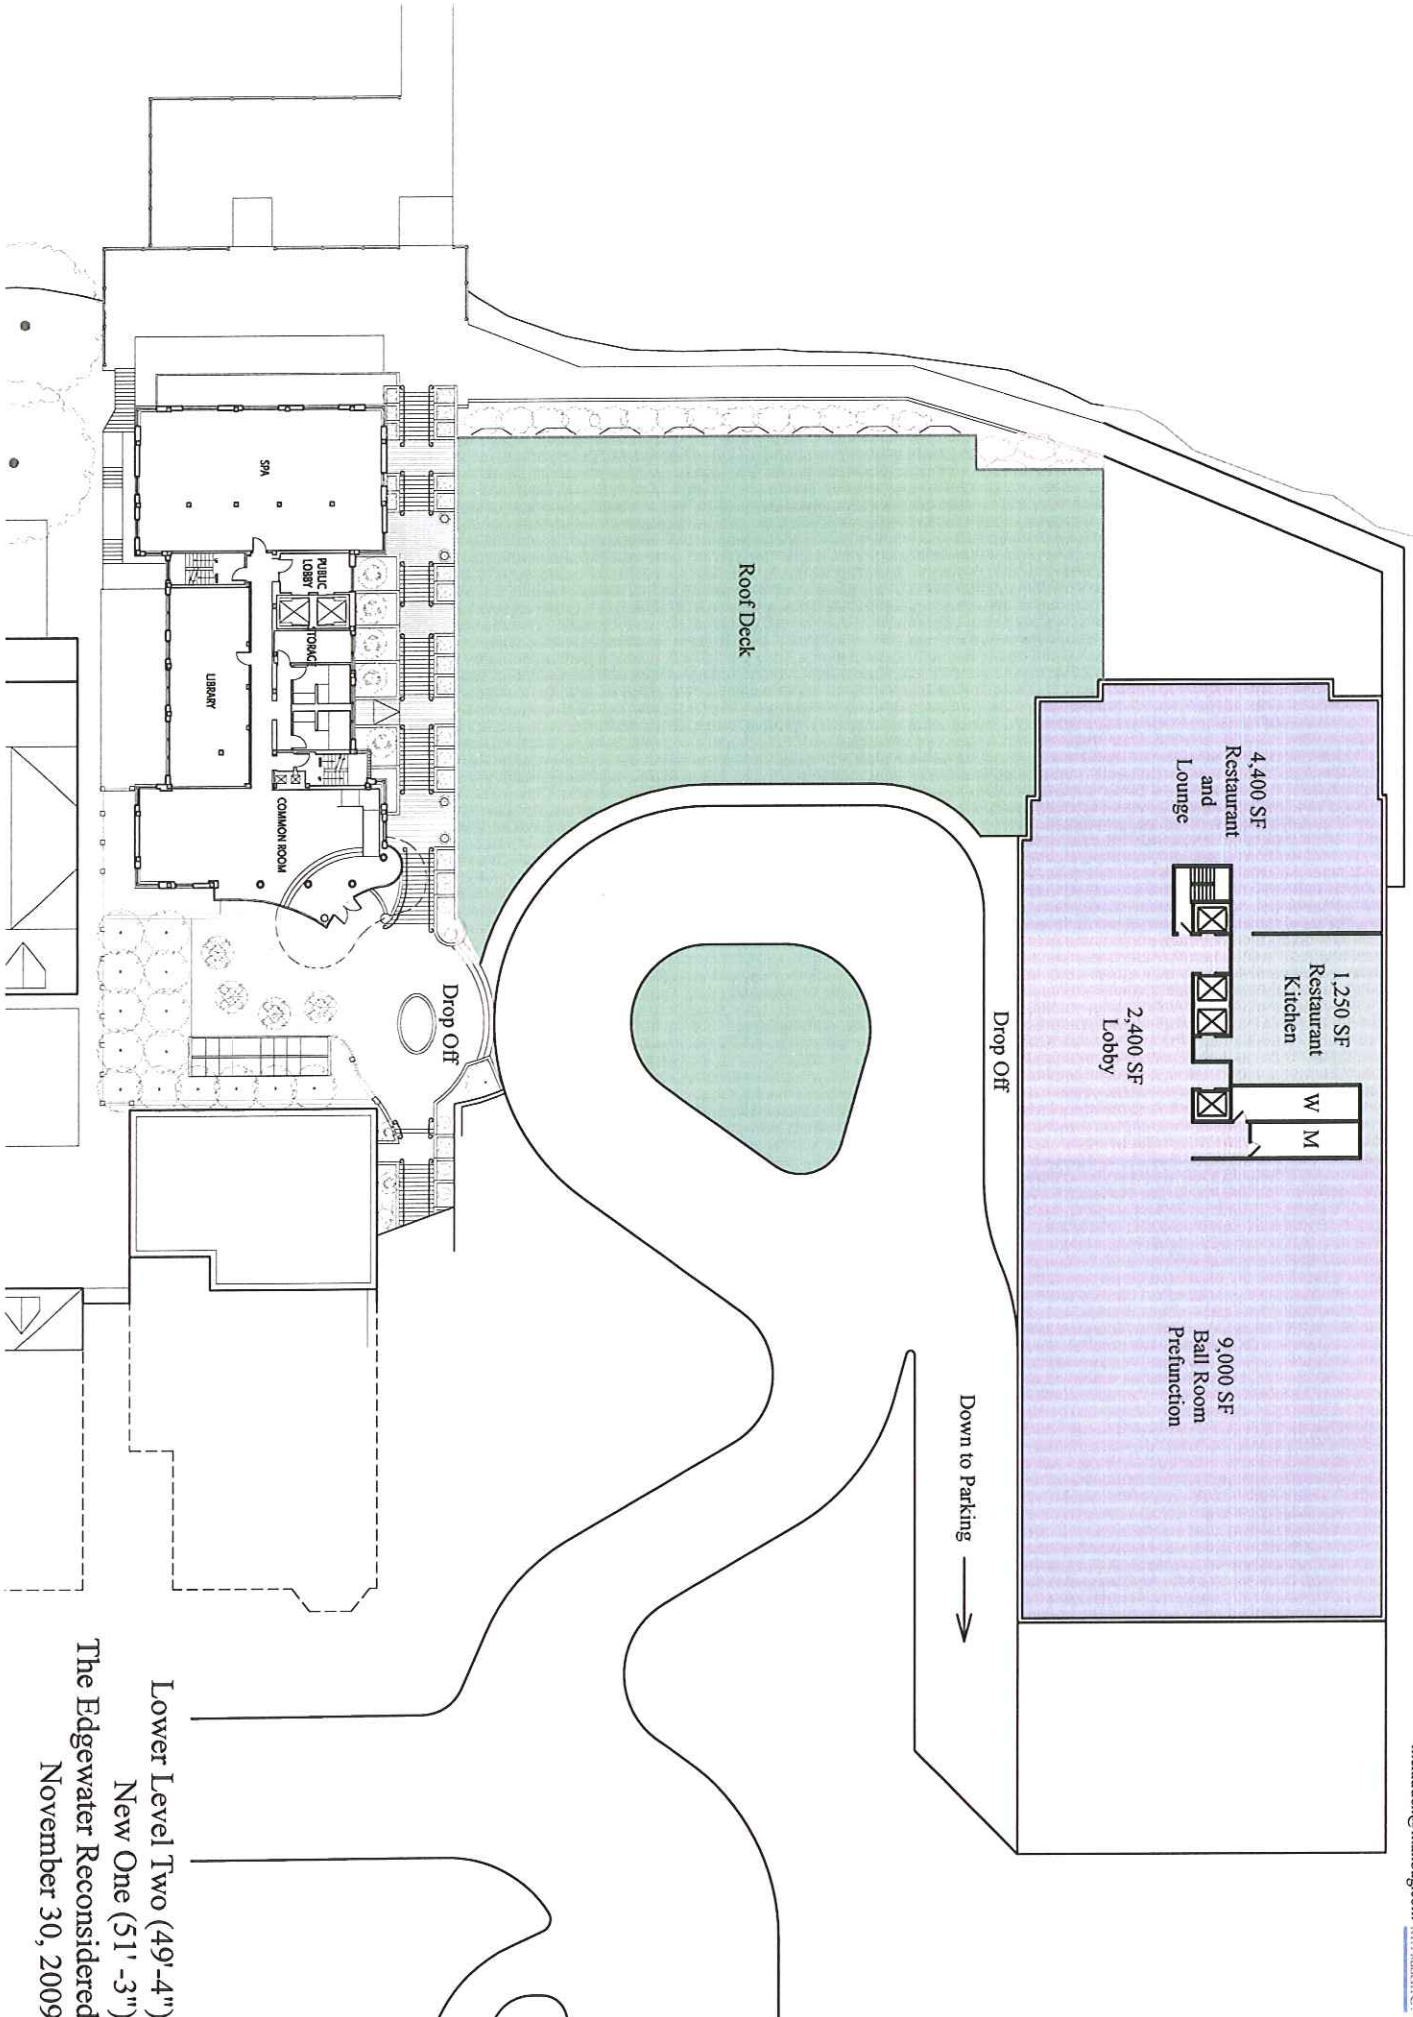 4,400 SF
Restaurant
and
Lounge
1,250 SF
Restaurant
Kitchen
W
M
2,400 SF
Lobby
9,000 SF
Ball Room
Prefunction
Roof Deck
Drop Off
Drop Off
Down to Parking
SPA
PUBLIC
LOBBY
TORAG
LIBRARY
COMMON ROOM
Lower Level Two (49'-4")
New One (51' -3")
The Edgewater Reconsidered
November 30, 2009